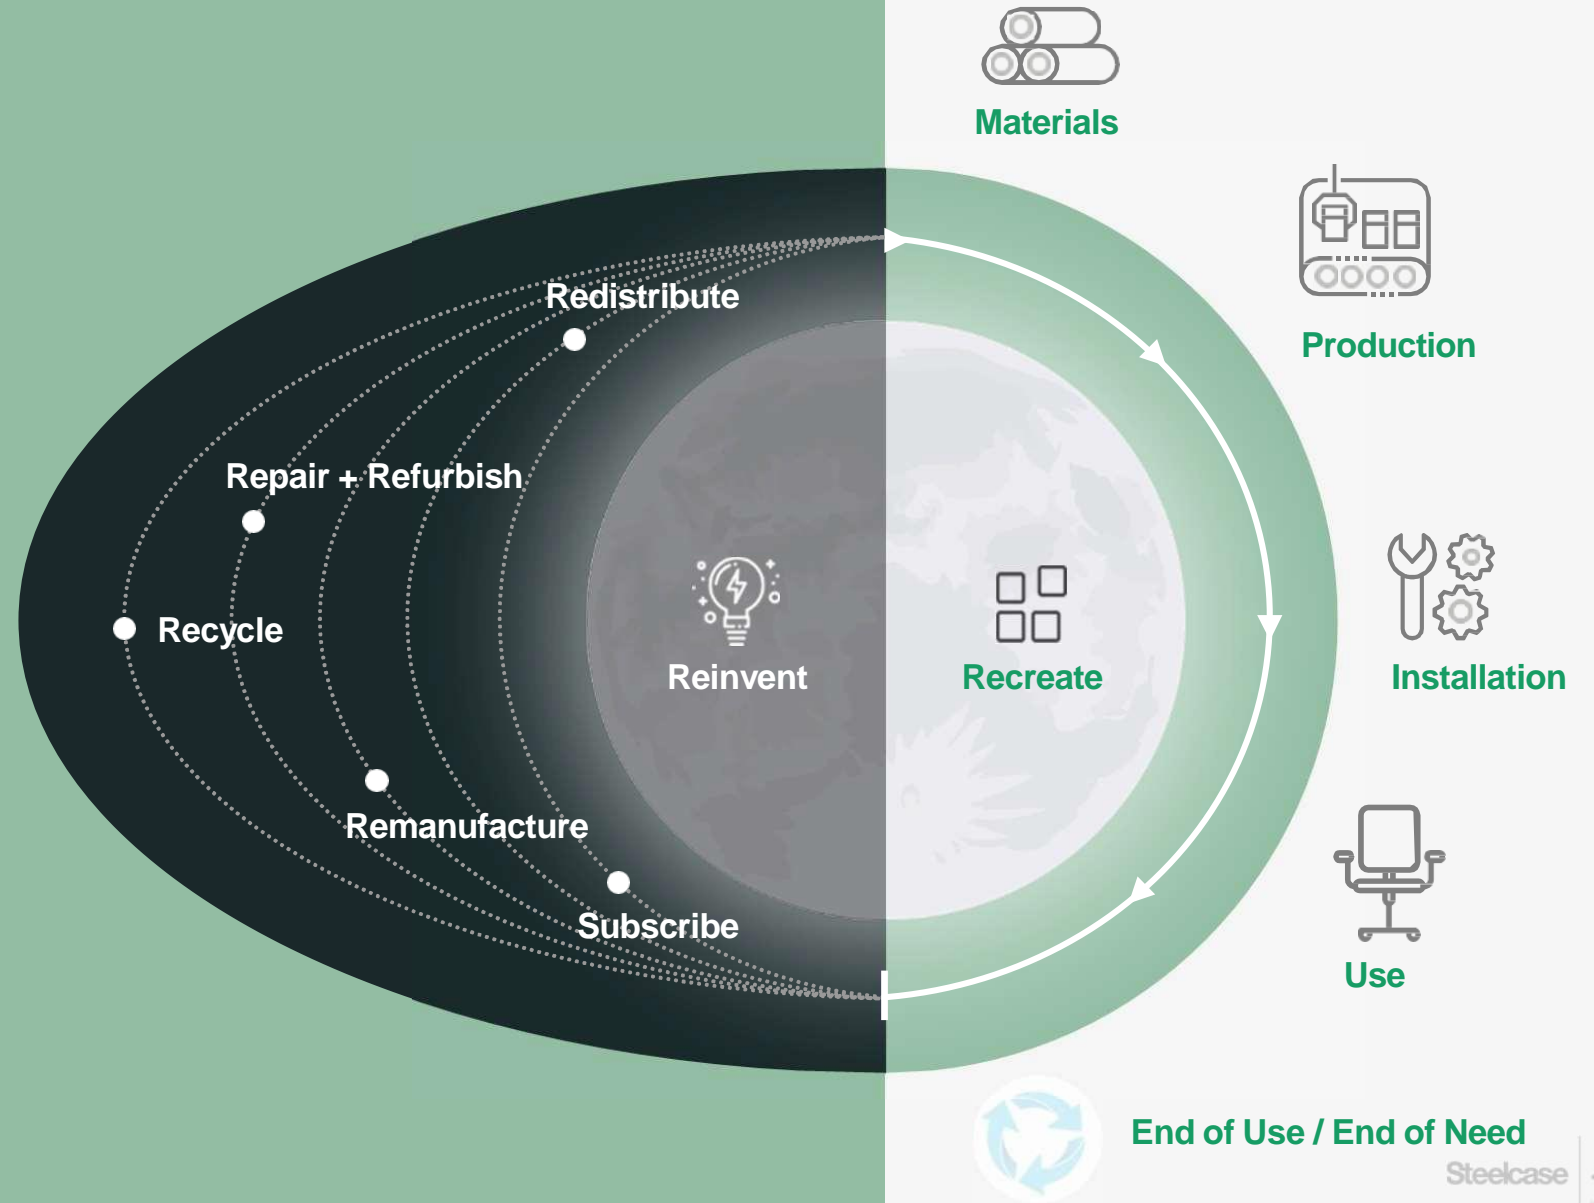 Materials
Production
Redistribute
Repair + Refurbish
Recycle
Reinvent
Recreate
Installation
Remanufacture
Subscribe
Use
End of Use / End of Need
Steelcase